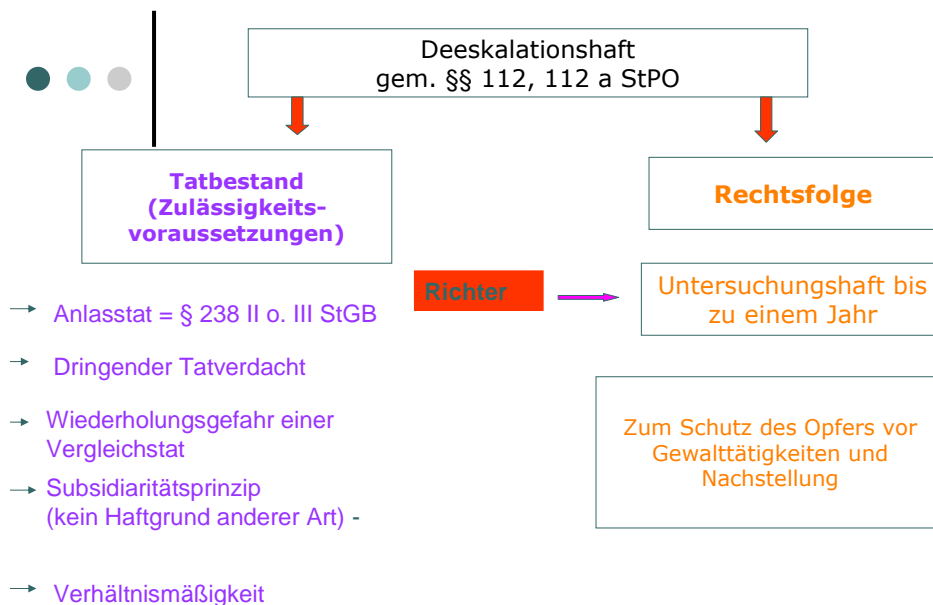 Deeskalationshaft
gem. §§ 112, 112 a StPO
Tatbestand
(Zulässigkeits-
voraussetzungen)
Rechtsfolge
Richter
Untersuchungshaft bis
zu einem Jahr
Anlasstat = § 238 II o. III StGB
Dringender Tatverdacht
Wiederholungsgefahr einer
Vergleichstat
Subsidiaritätsprinzip
(kein Haftgrund anderer Art) -
Verhältnismäßigkeit
Zum Schutz des Opfers vor
Gewalttätigkeiten und
Nachstellung